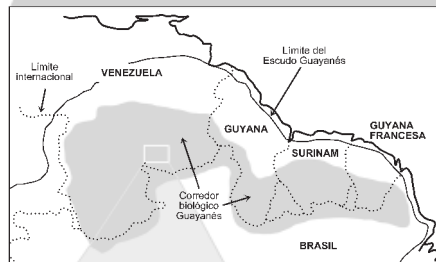 Límite
internacional
VENEZUELA
Límite del
Escudo Guayanés
GUYANA
GUYANA
FRANCESA
SURINAM
Corredor
biológico
Guayanés
BRASIL